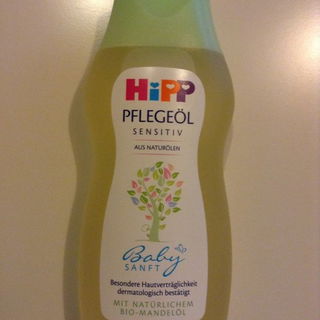 HiPP
PFLEGEÖL
SENSITIV
AUS NATURÖLEN
Baby
SANFT
Besondere Hautverträglichkeit
dermatologisch bestätigt
MIT NATÜRLICHEM
BIO-MANDELÖL